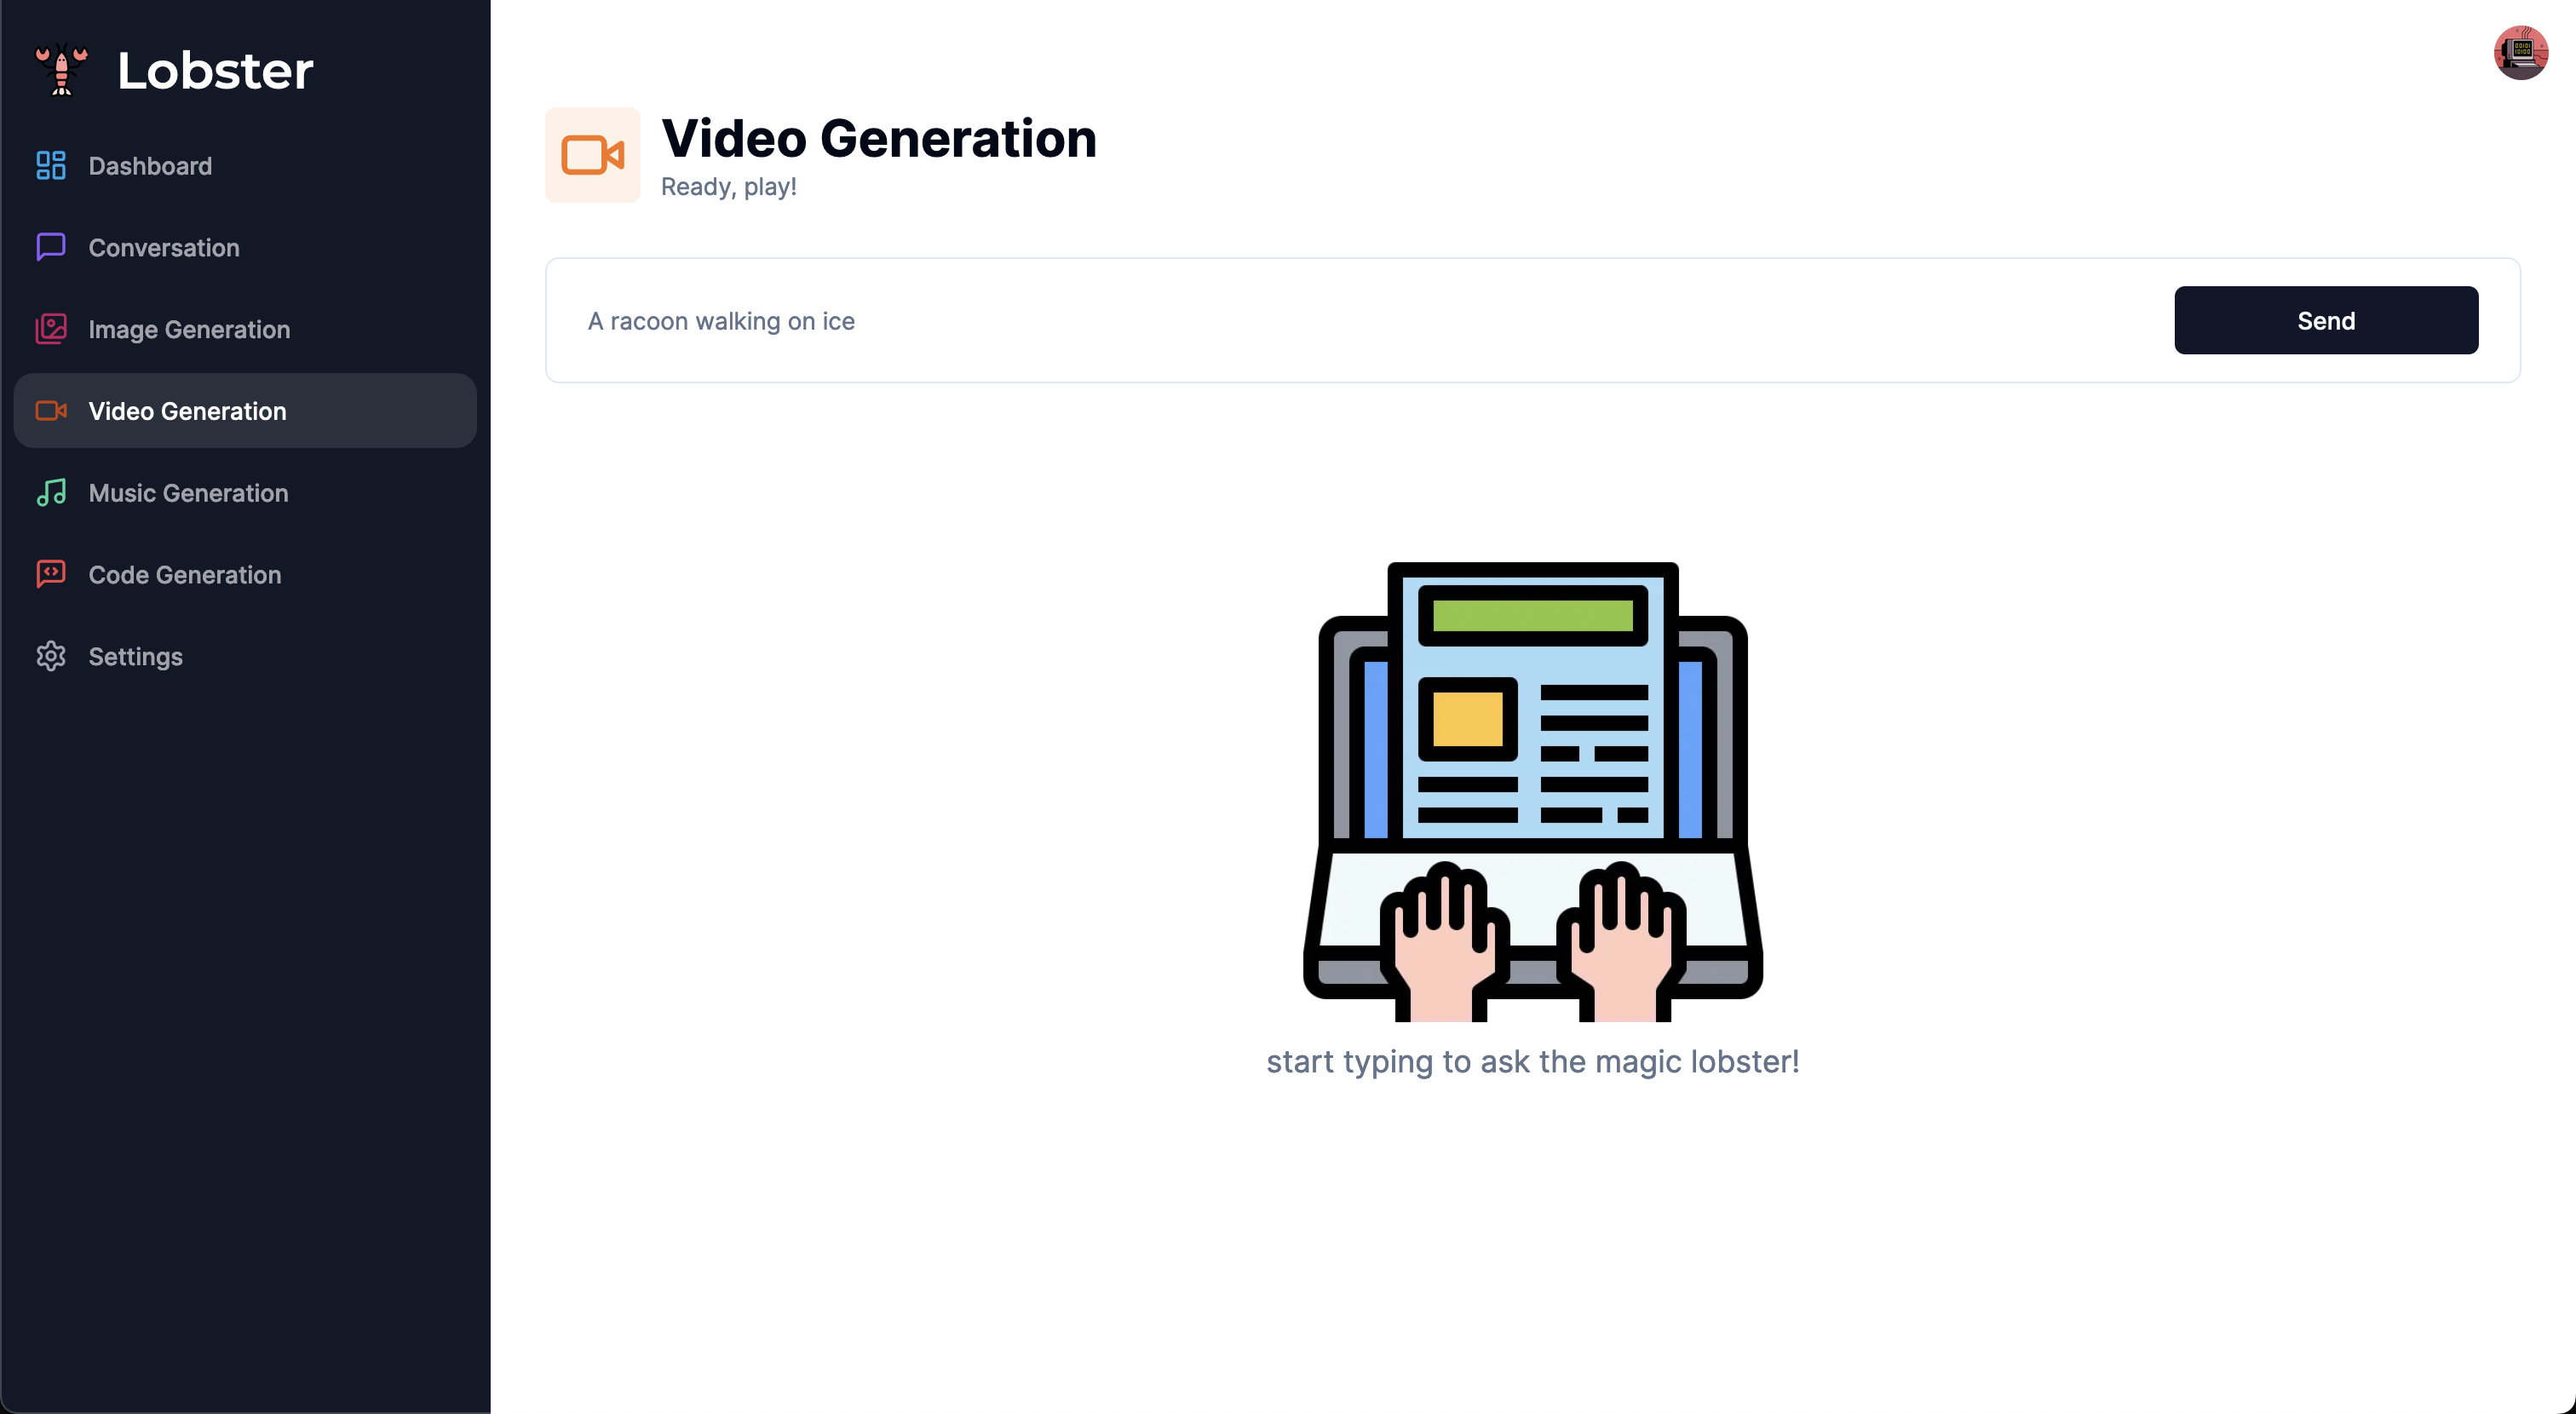 Lobster
Dashboard
Conversation
Image Generation
Video Generation
Music Generation
Code Generation
Settings
Video Generation
Ready, play!
A racoon walking on ice
Send
start typing to ask the magic lobster!